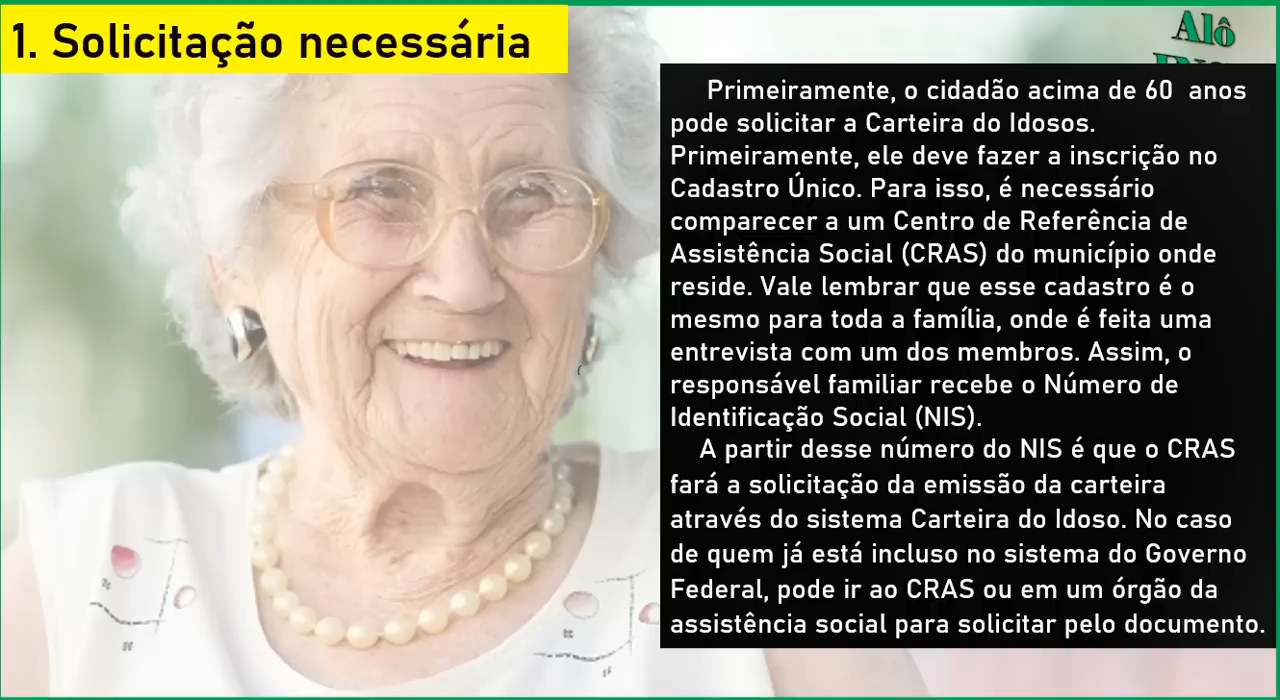 1. Solicitação necessária
Alô
Primeiramente, o cidadão acima de 60 anos
pode solicitar a Carteira do Idosos.
Primeiramente, ele deve fazer a inscrição no
Cadastro Único. Para isso, é necessário
comparecer a um Centro de Referência de
Assistência Social (CRAS) do município onde
reside. Vale lembrar que esse cadastro é o
mesmo para toda a família, onde é feita uma
entrevista com um dos membros. Assim, o
responsável familiar recebe o Número de
Identificação Social (NIS).
A partir desse número do NIS é que o CRAS
fará a solicitação da emissão da carteira
através do sistema Carteira do Idoso. No caso
de quem já está incluso no sistema do Governo
Federal, pode ir ao CRAS ou em um órgão da
assistência social para solicitar pelo documento.